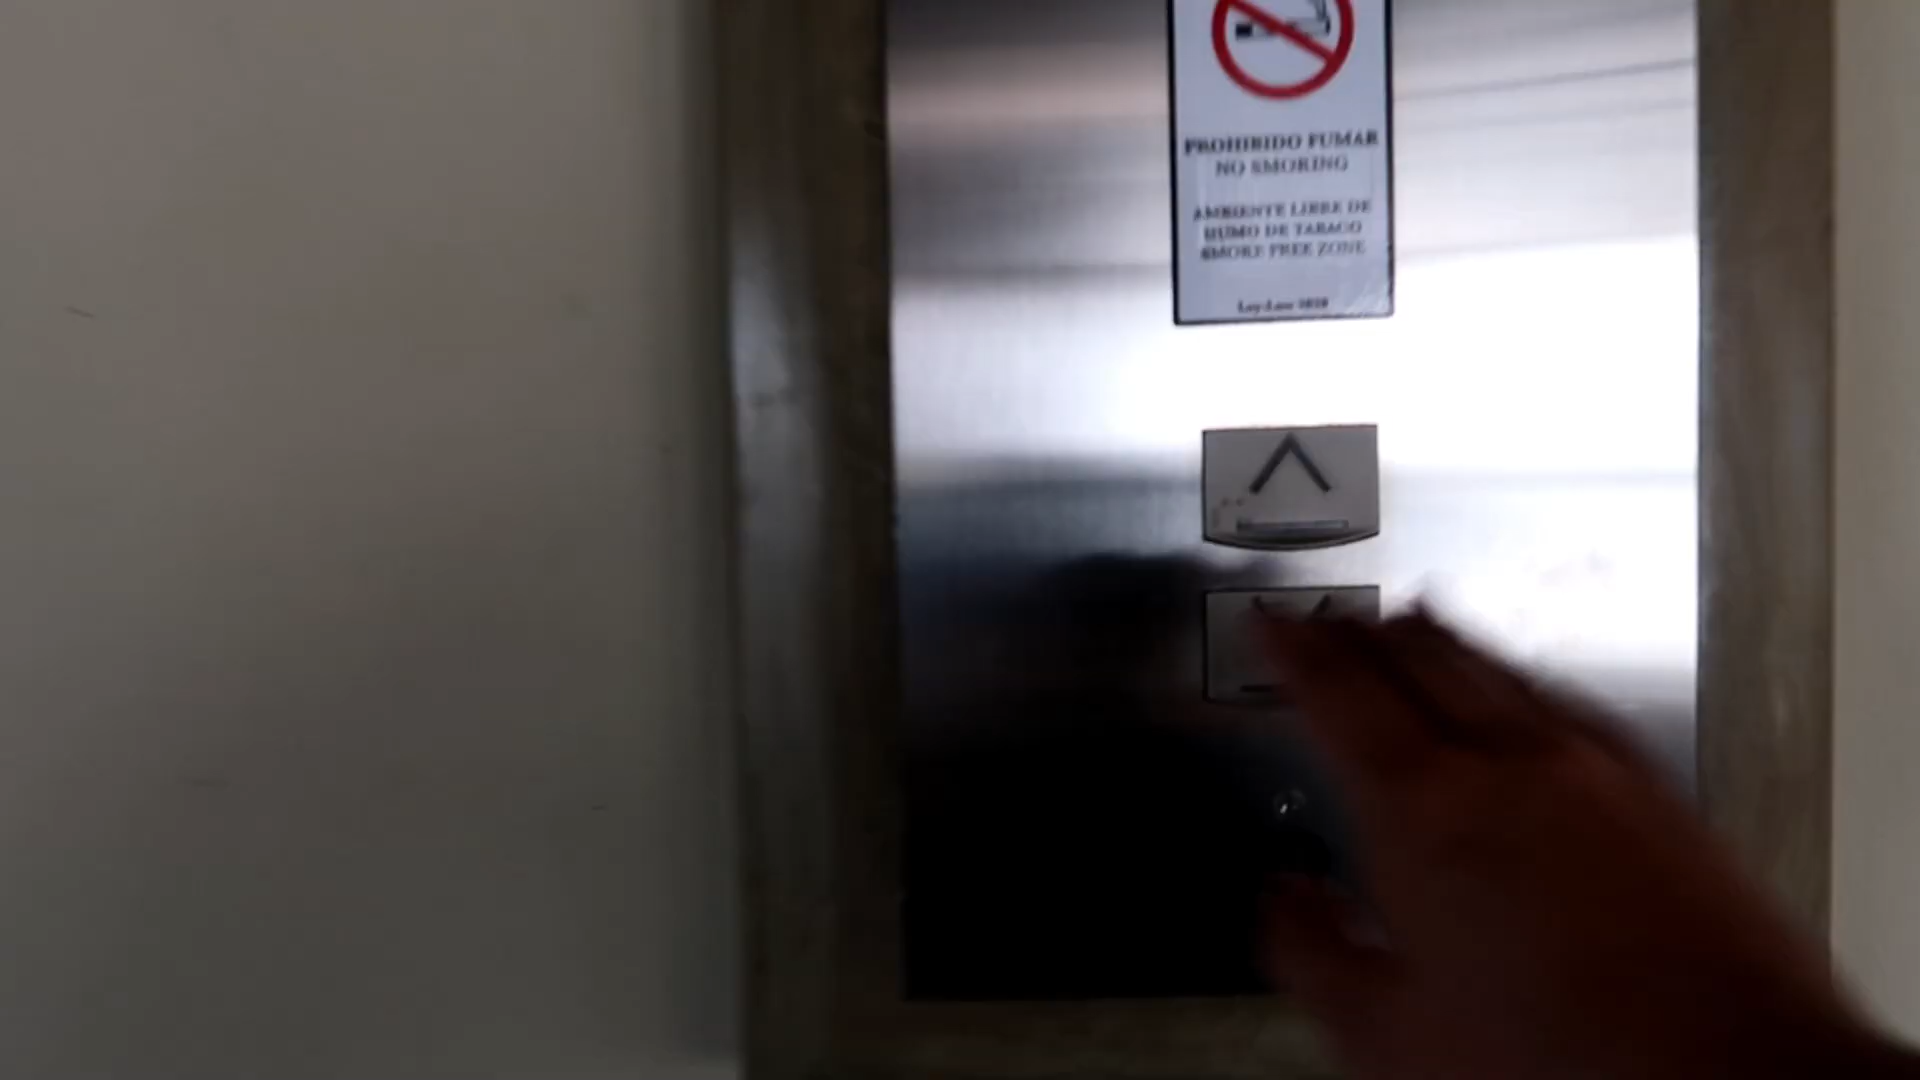 PROHIBIDO FUMAR
NO SMOKING
AMBIENTE LIBRE DE
HUMO DE TABACO
SMOKE FREE ZONE